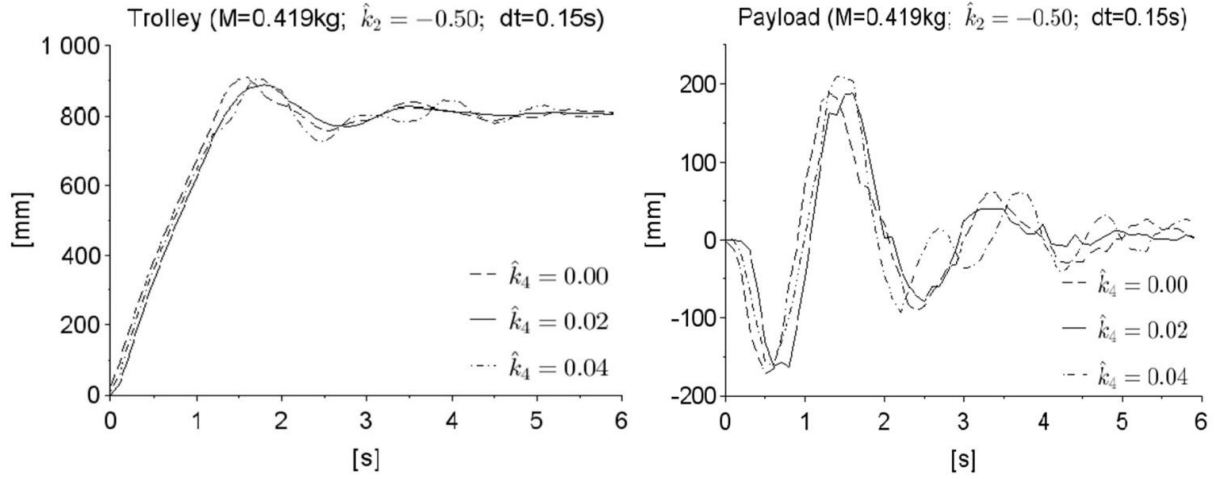 Trolley (M=0.419kg; k̂₂ = −0.50; dt=0.15s)
1 000
800
600
400
200
0
[mm]
k̂₄ = 0.00
k̂₄ = 0.02
k̂₄ = 0.04
0 1 2 3 4 5 6
[s]
Payload (M=0.419kg; k̂₂ = −0.50; dt=0.15s)
200
100
0
-100
-200
[mm]
k̂₄ = 0.00
k̂₄ = 0.02
k̂₄ = 0.04
0 1 2 3 4 5 6
[s]